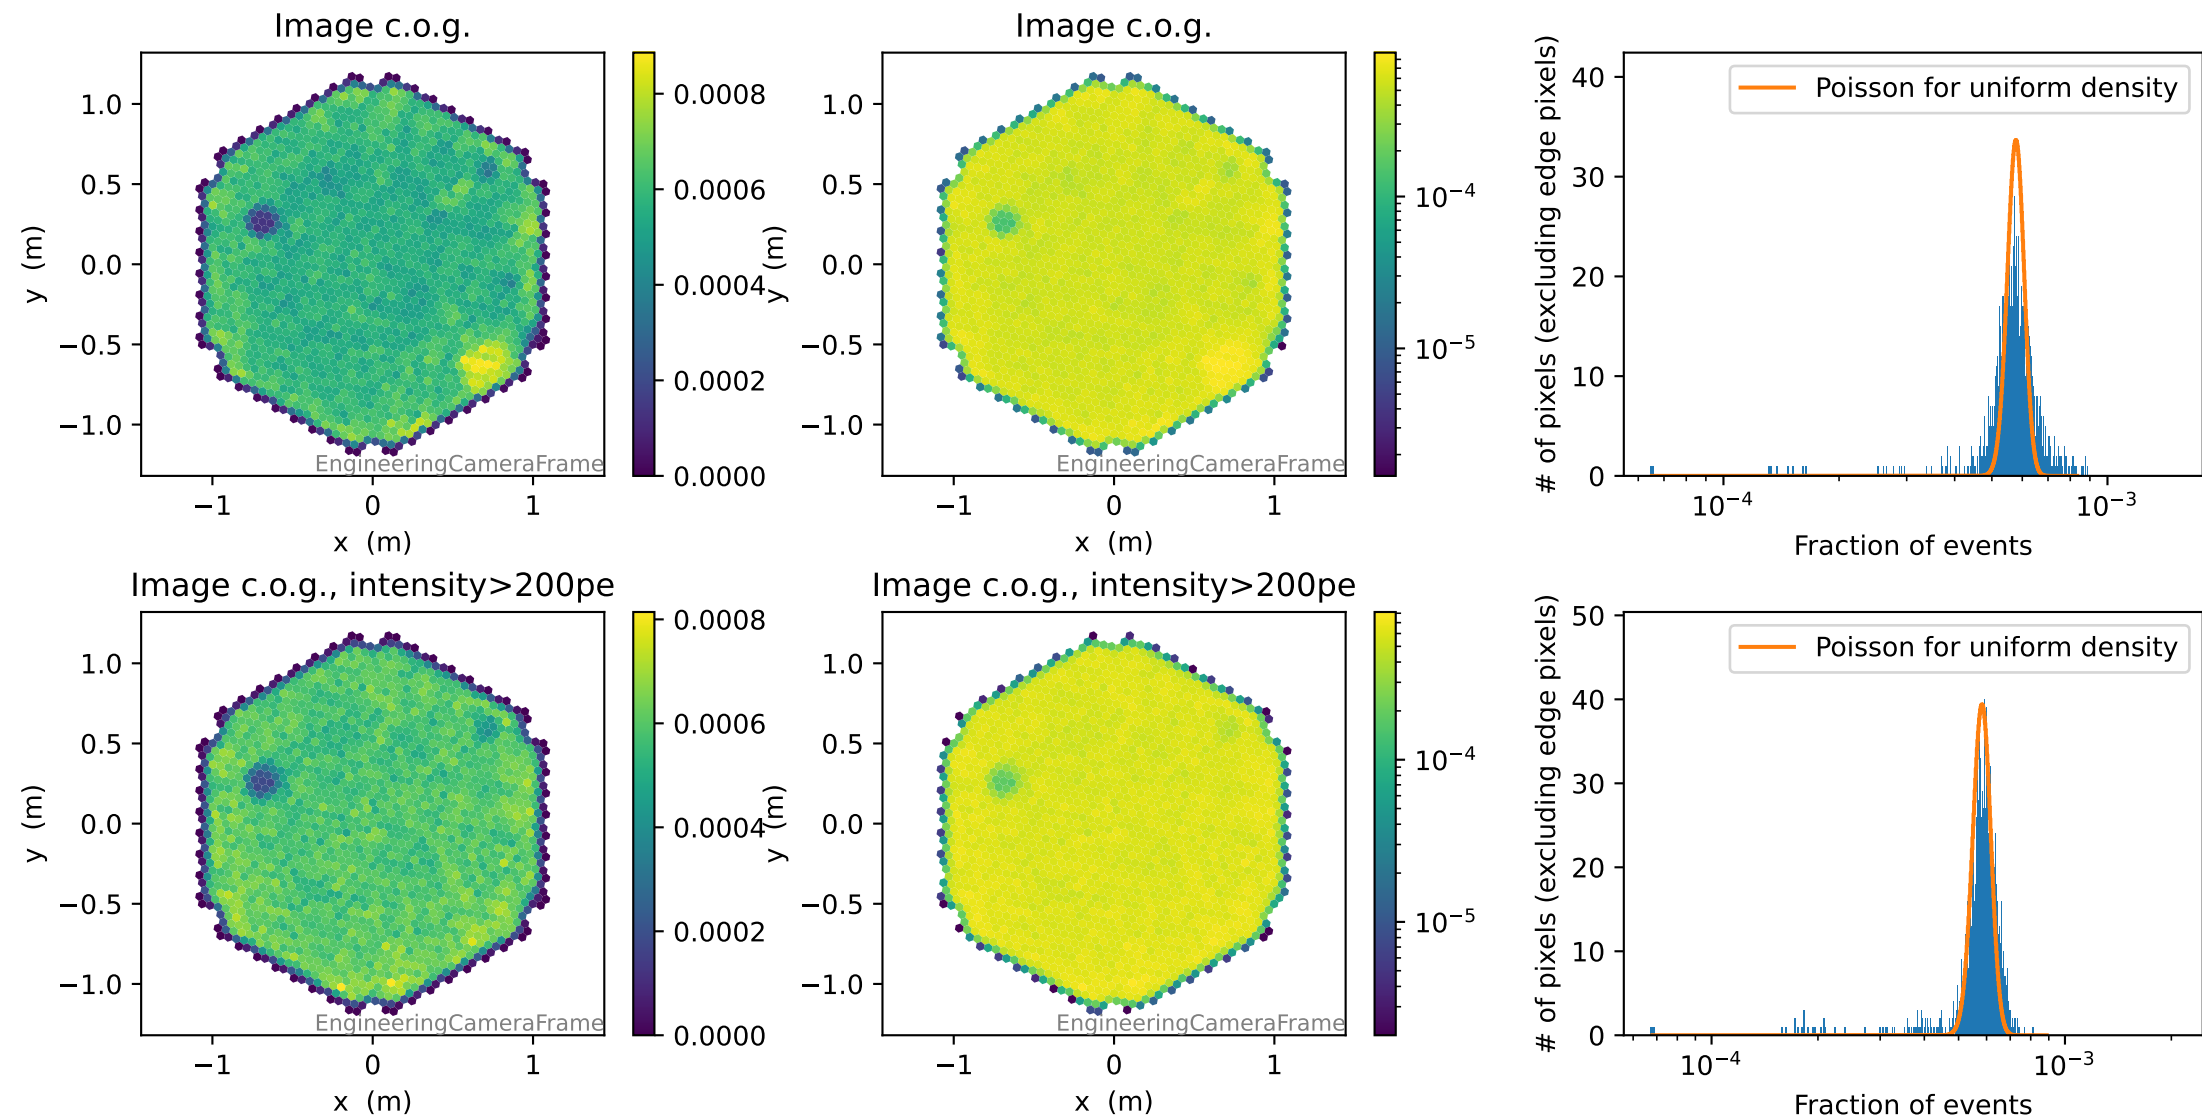 Image c.o.g.
y (m)
1.0
0.5
0.0
−0.5
−1.0
−1 0 1
x (m)
EngineeringCameraFrame
0.0008
0.0006
0.0004
0.0002
0.0000
Image c.o.g.
y (m)
1.0
0.5
0.0
−0.5
−1.0
−1 0 1
x (m)
EngineeringCameraFrame
10⁻⁴
10⁻⁵
# of pixels (excluding edge pixels)
40
30
20
10
0
Poisson for uniform density
10⁻⁴ 10⁻³
Fraction of events
Image c.o.g., intensity>200pe
y (m)
1.0
0.5
0.0
−0.5
−1.0
−1 0 1
x (m)
EngineeringCameraFrame
0.0008
0.0006
0.0004
0.0002
0.0000
Image c.o.g., intensity>200pe
y (m)
1.0
0.5
0.0
−0.5
−1.0
−1 0 1
x (m)
EngineeringCameraFrame
10⁻⁴
10⁻⁵
# of pixels (excluding edge pixels)
50
40
30
20
10
0
Poisson for uniform density
10⁻⁴ 10⁻³
Fraction of events